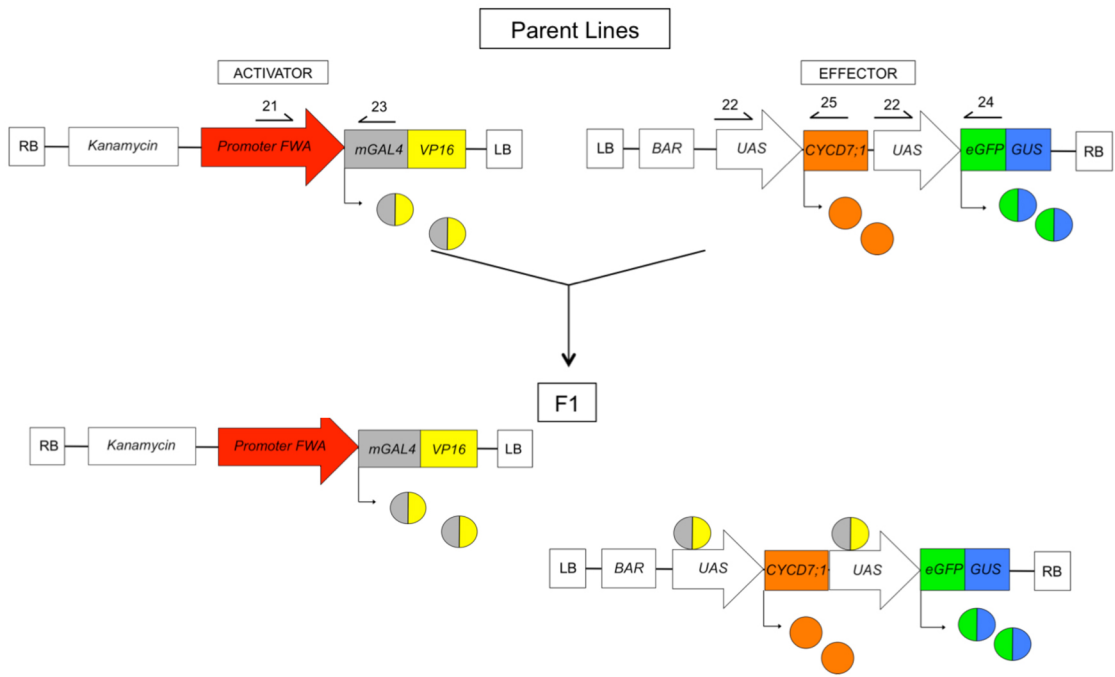 Parent Lines
ACTIVATOR
EFFECTOR
21
23
22
25
22
24
RB
Kanamycin
Promoter FWA
mGAL4
VP16
LB
LB
BAR
UAS
CYCD7;1
UAS
eGFP
GUS
RB
F1
RB
Kanamycin
Promoter FWA
mGAL4
VP16
LB
LB
BAR
UAS
CYCD7;1
UAS
eGFP
GUS
RB